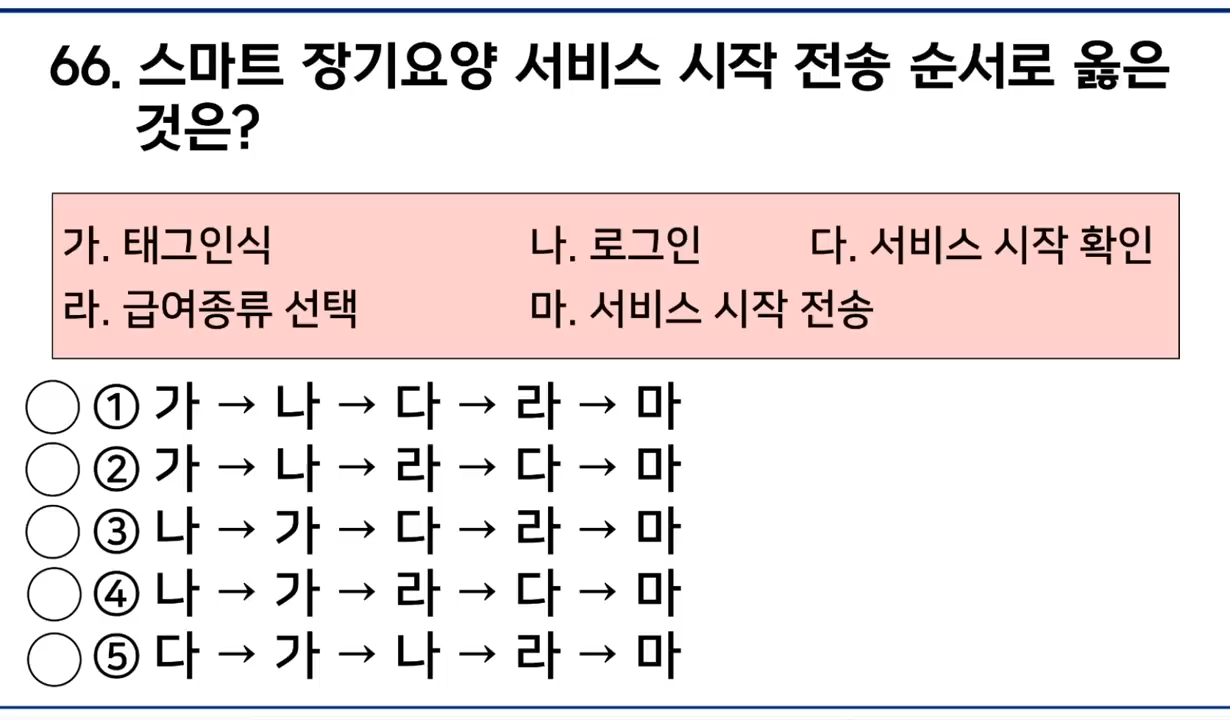 66. 스마트 장기요양 서비스 시작 전송 순서로 옳은
것은?
가. 태그인식 나. 로그인 다. 서비스 시작 확인
라. 급여종류 선택 마. 서비스 시작 전송
① 가 → 나 → 다 → 라 → 마
② 가 → 나 → 라 → 다 → 마
③ 나 → 가 → 다 → 라 → 마
④ 나 → 가 → 라 → 다 → 마
⑤ 다 → 가 → 나 → 라 → 마